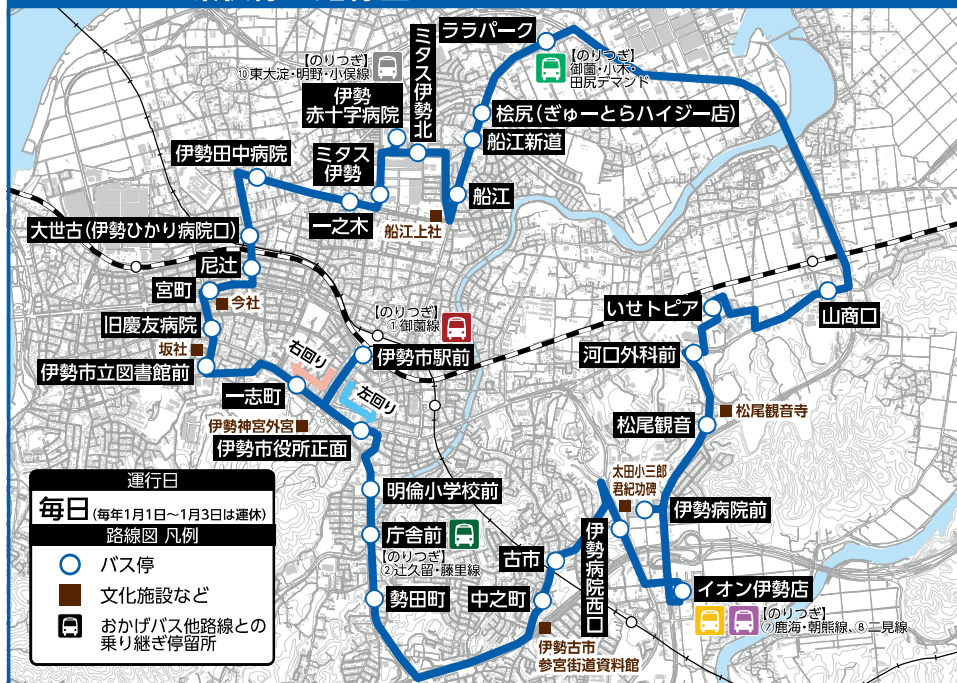 ララパーク
【のりつぎ】
御薗・小木・
田尻デマンド
【のりつぎ】
⑩東大淀・明野・小俣線
伊勢
赤十字病院
ミタス伊勢北
桧尻（ぎゅーとらハイジー店）
船江新道
伊勢田中病院
ミタス
伊勢
船江
一之木
船江上社
大世古（伊勢ひかり病院口）
尼辻
宮町
今社
旧慶友病院
坂社
伊勢市立図書館前
【のりつぎ】
①御薗線
伊勢市駅前
いせトピア
山商口
河口外科前
右回り
左回り
一志町
伊勢神宮外宮
伊勢市役所正面
松尾観音
松尾観音寺
明倫小学校前
太田小三郎
君紀功碑
伊勢病院前
庁舎前
【のりつぎ】
②辻久留・藤里線
古市
伊勢病院西口
勢田町
中之町
イオン伊勢店
【のりつぎ】
⑦鹿海・朝熊線、⑧二見線
伊勢古市
参宮街道資料館
運行日
毎日（毎年1月1日～1月3日は運休）
路線図 凡例
バス停
文化施設など
おかげバス他路線との
乗り継ぎ停留所